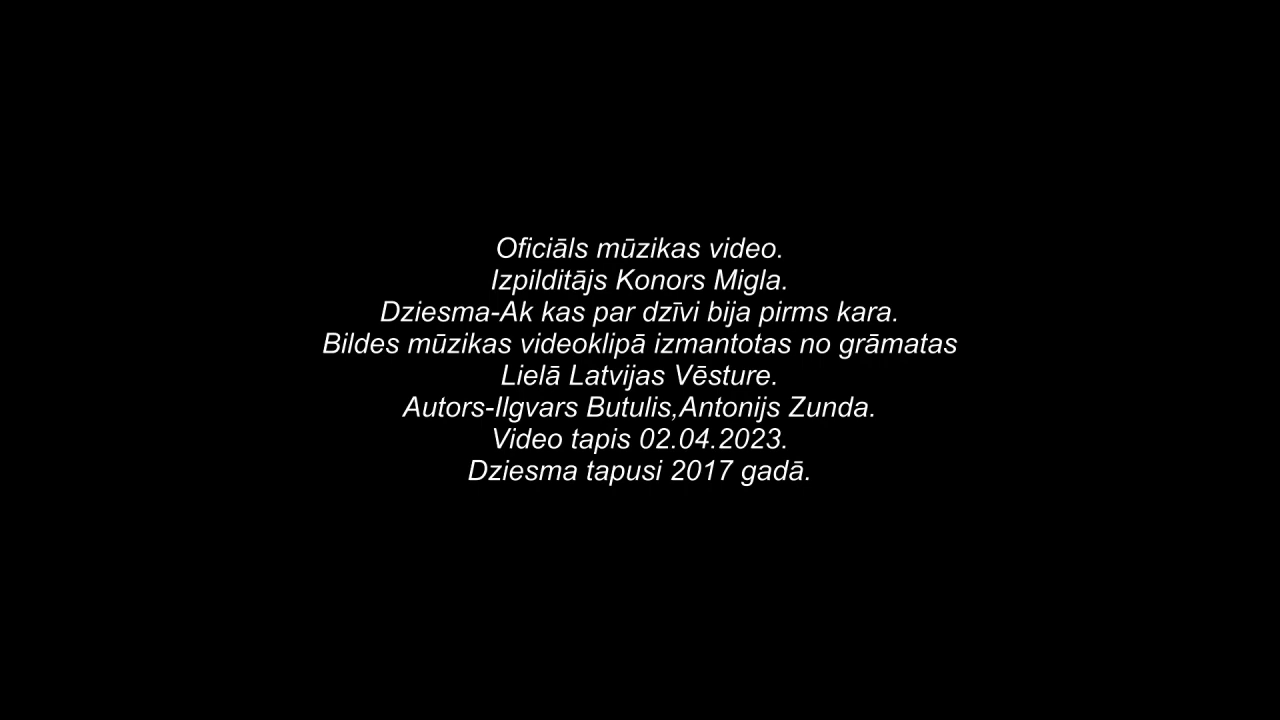 Oficiāls mūzikas video.
Izpilditājs Konors Migla.
Dziesma-Ak kas par dzīvi bija pirms kara.
Bildes mūzikas videoklipā izmantotas no grāmatas
Lielā Latvijas Vēsture.
Autors-Ilgvars Butulis,Antonijs Zunda.
Video tapis 02.04.2023.
Dziesma tapusi 2017 gadā.